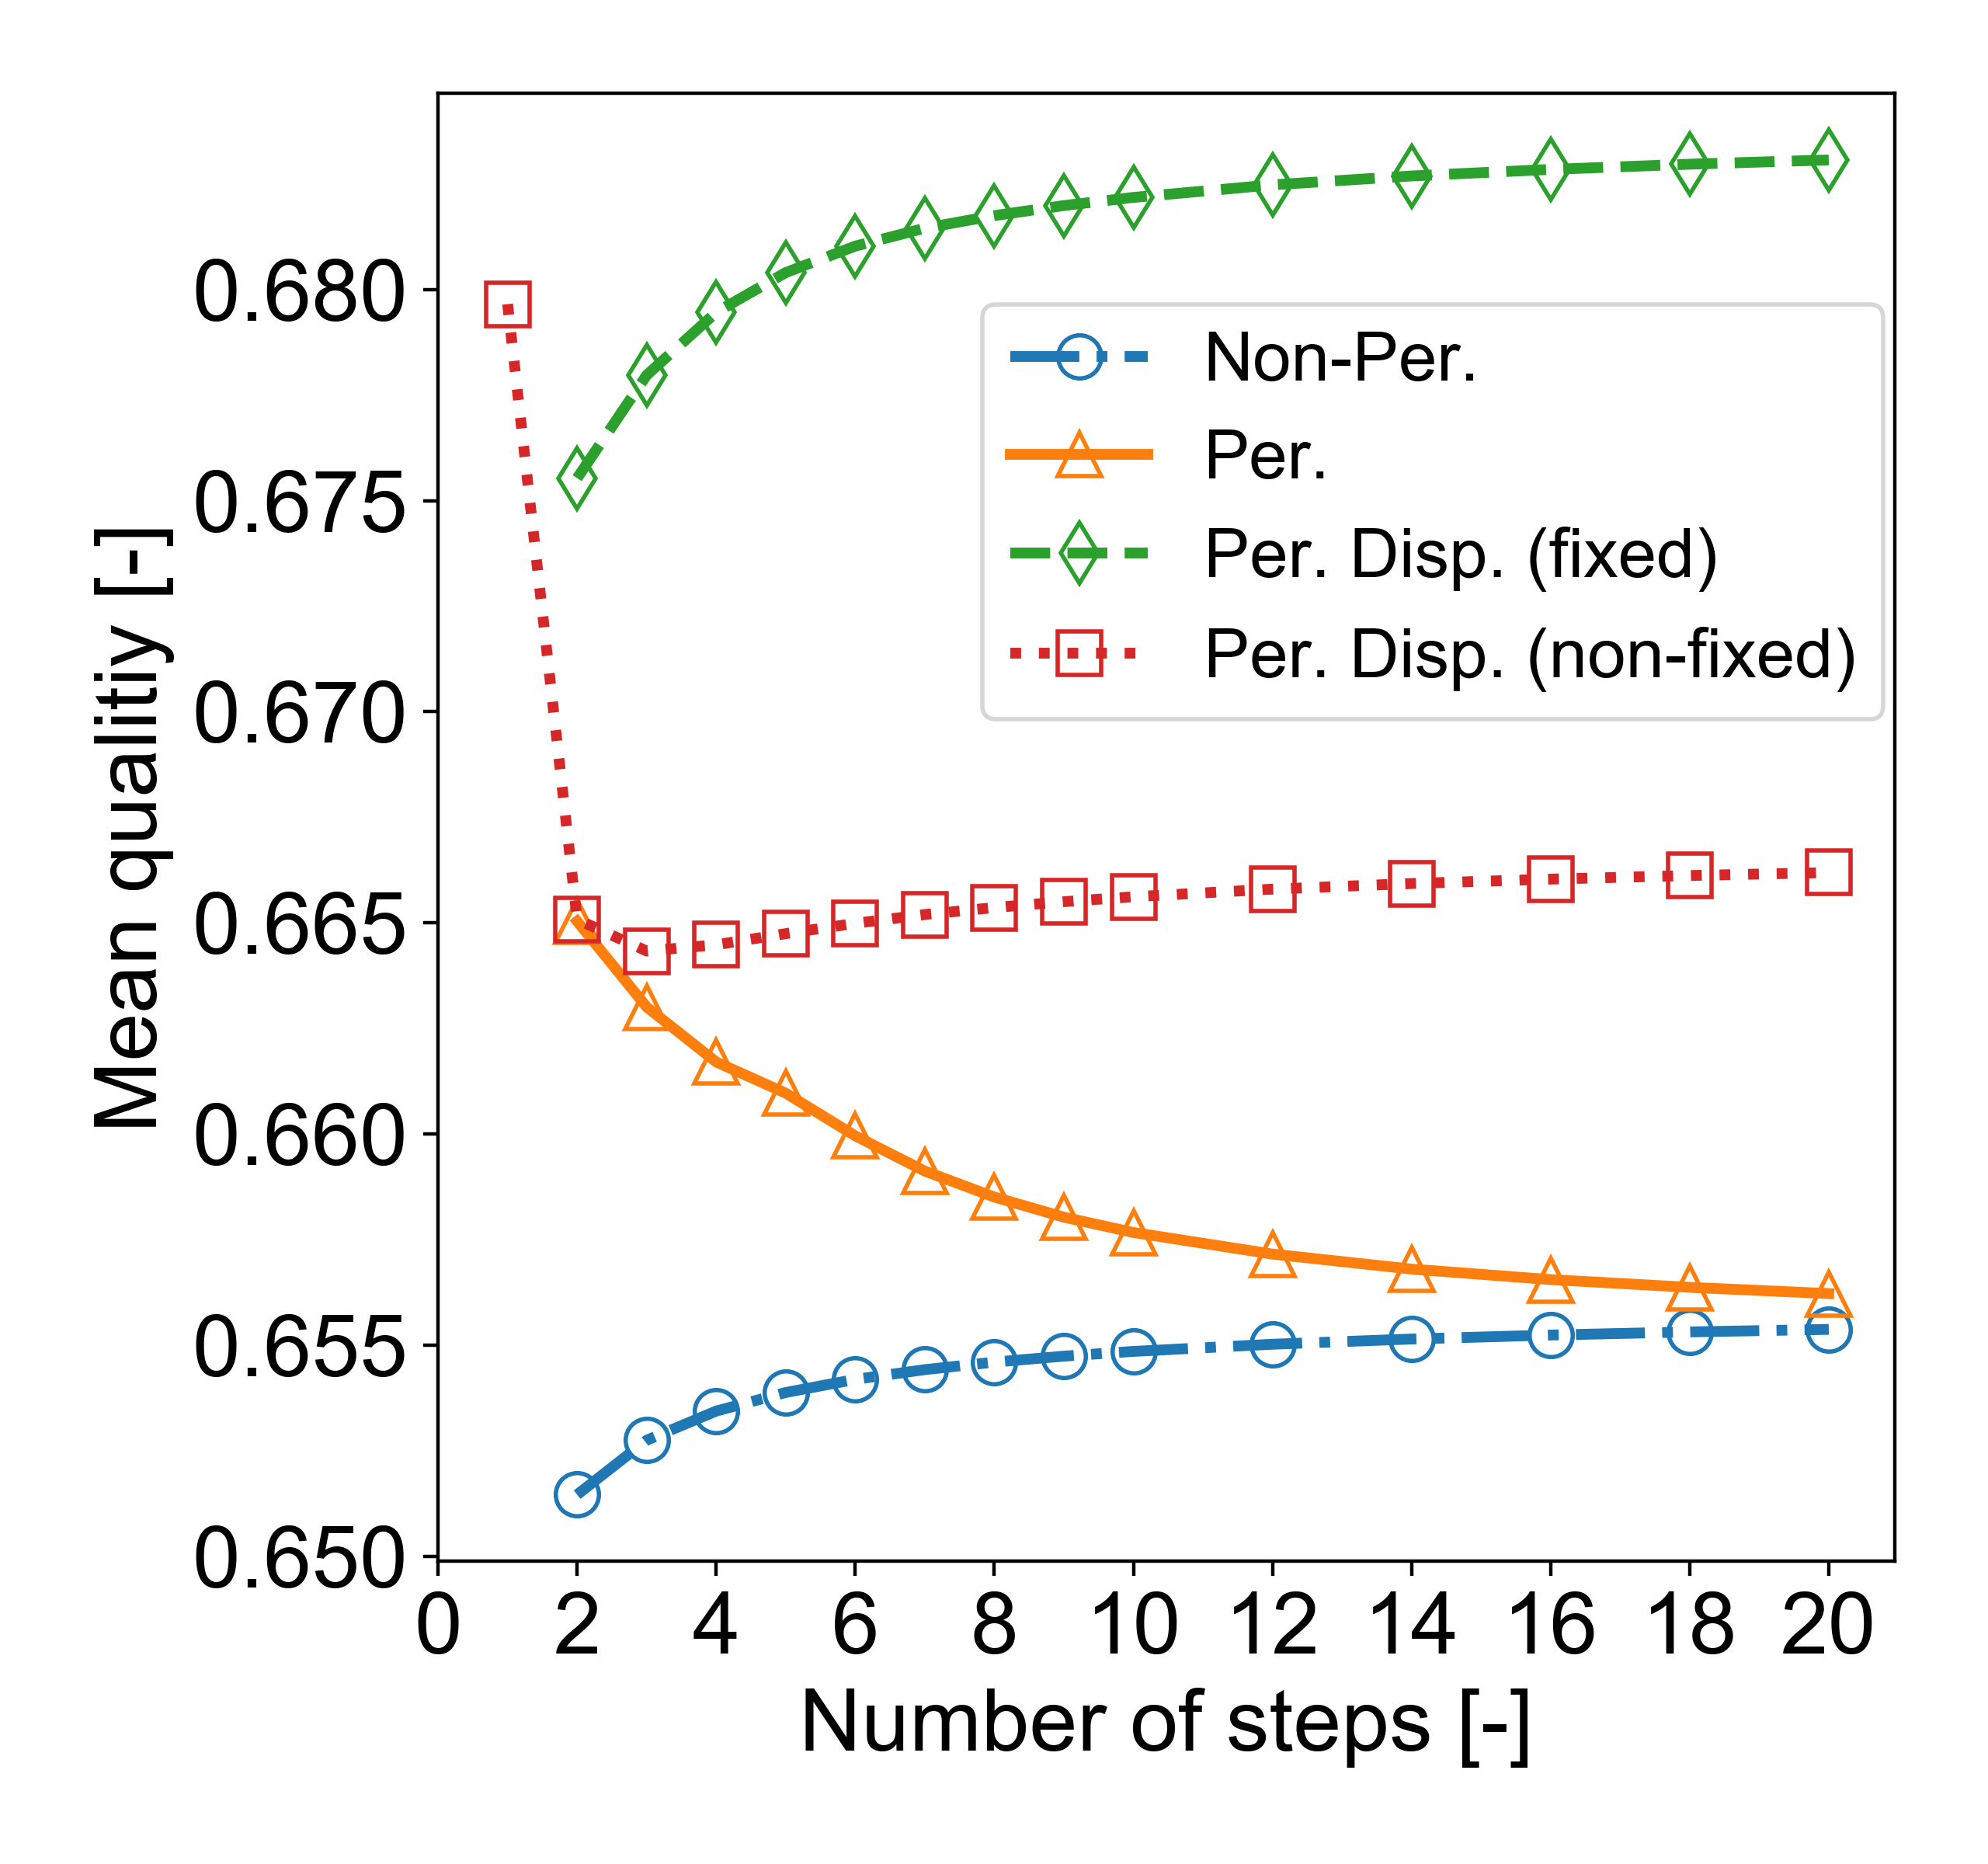 Mean qualitiy [-]
0.680
0.675
0.670
0.665
0.660
0.655
0.650
Non-Per.
Per.
Per. Disp. (fixed)
Per. Disp. (non-fixed)
0 2 4 6 8 10 12 14 16 18 20
Number of steps [-]